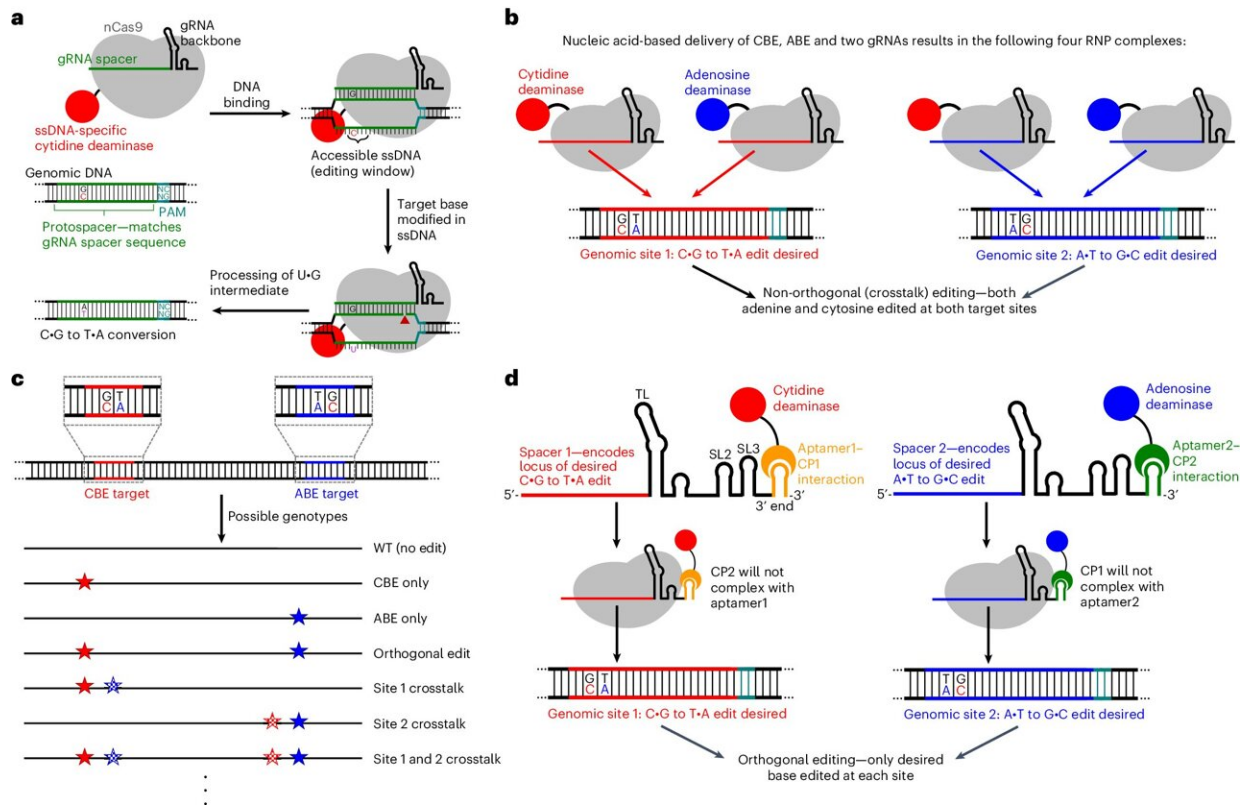 a
nCas9
gRNA
backbone
gRNA spacer
ssDNA-specific
cytidine deaminase
DNA
binding
G
C
Accessible ssDNA
(editing window)
Genomic DNA
G
C
NC
NG
PAM
Protospacer—matches
gRNA spacer sequence
Target base
modified in
ssDNA
Processing of U•G
intermediate
G
U
A
T
NC
NG
C•G to T•A conversion
b
Nucleic acid-based delivery of CBE, ABE and two gRNAs results in the following four RNP complexes:
Cytidine
deaminase
Adenosine
deaminase
G T
C A
T G
A C
Genomic site 1: C•G to T•A edit desired
Genomic site 2: A•T to G•C edit desired
Non-orthogonal (crosstalk) editing—both
adenine and cytosine edited at both target sites
c
G T
C A
T G
A C
CBE target
ABE target
Possible genotypes
WT (no edit)
CBE only
ABE only
Orthogonal edit
Site 1 crosstalk
Site 2 crosstalk
Site 1 and 2 crosstalk
d
TL
Cytidine
deaminase
Spacer 1—encodes
locus of desired
C•G to T•A edit
SL2
SL3
Aptamer1–
CP1
interaction
5′-
-3′
3′ end
Adenosine
deaminase
Spacer 2—encodes
locus of desired
A•T to G•C edit
Aptamer2–
CP2
interaction
5′-
-3′
CP2 will not
complex with
aptamer1
CP1 will not
complex with
aptamer2
G T
C A
T G
A C
Genomic site 1: C•G to T•A edit desired
Genomic site 2: A•T to G•C edit desired
Orthogonal editing—only desired
base edited at each site